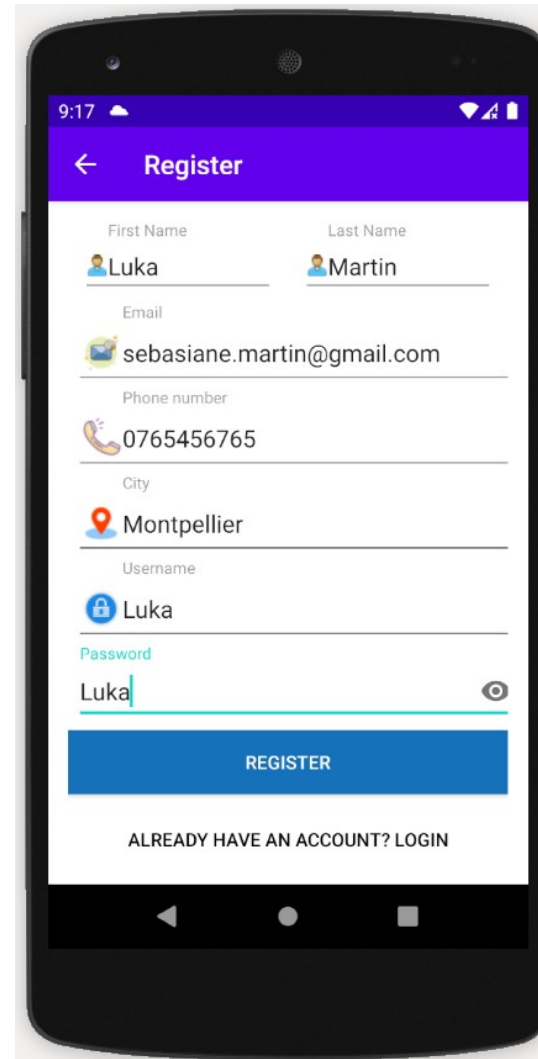 9:17
Register
First Name Last Name
Luka Martin
Email
sebasiane.martin@gmail.com
Phone number
0765456765
City
Montpellier
Username
Luka
Password
Luka
REGISTER
ALREADY HAVE AN ACCOUNT? LOGIN